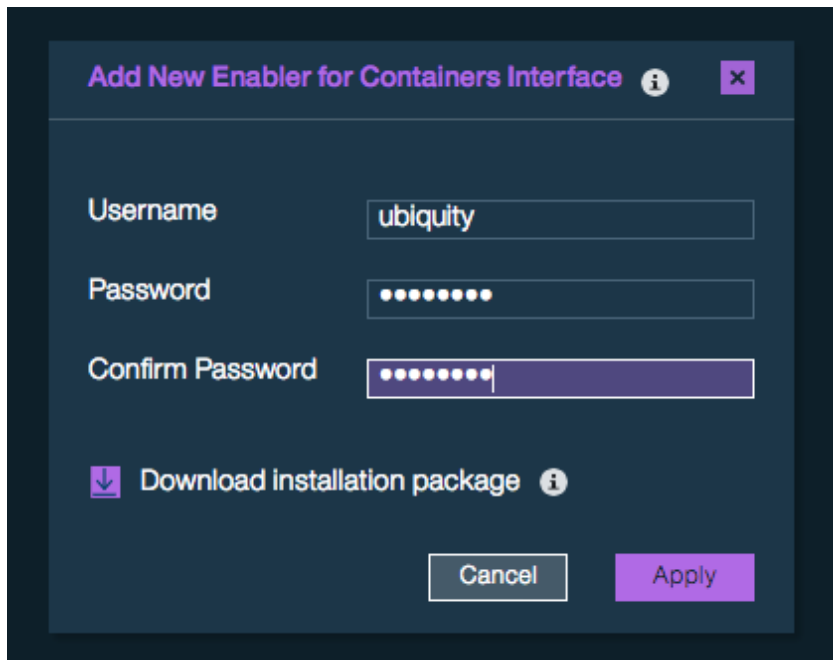 Add New Enabler for Containers Interface
Username
ubiquity
Password
••••••••
Confirm Password
••••••••
Download installation package
Cancel
Apply